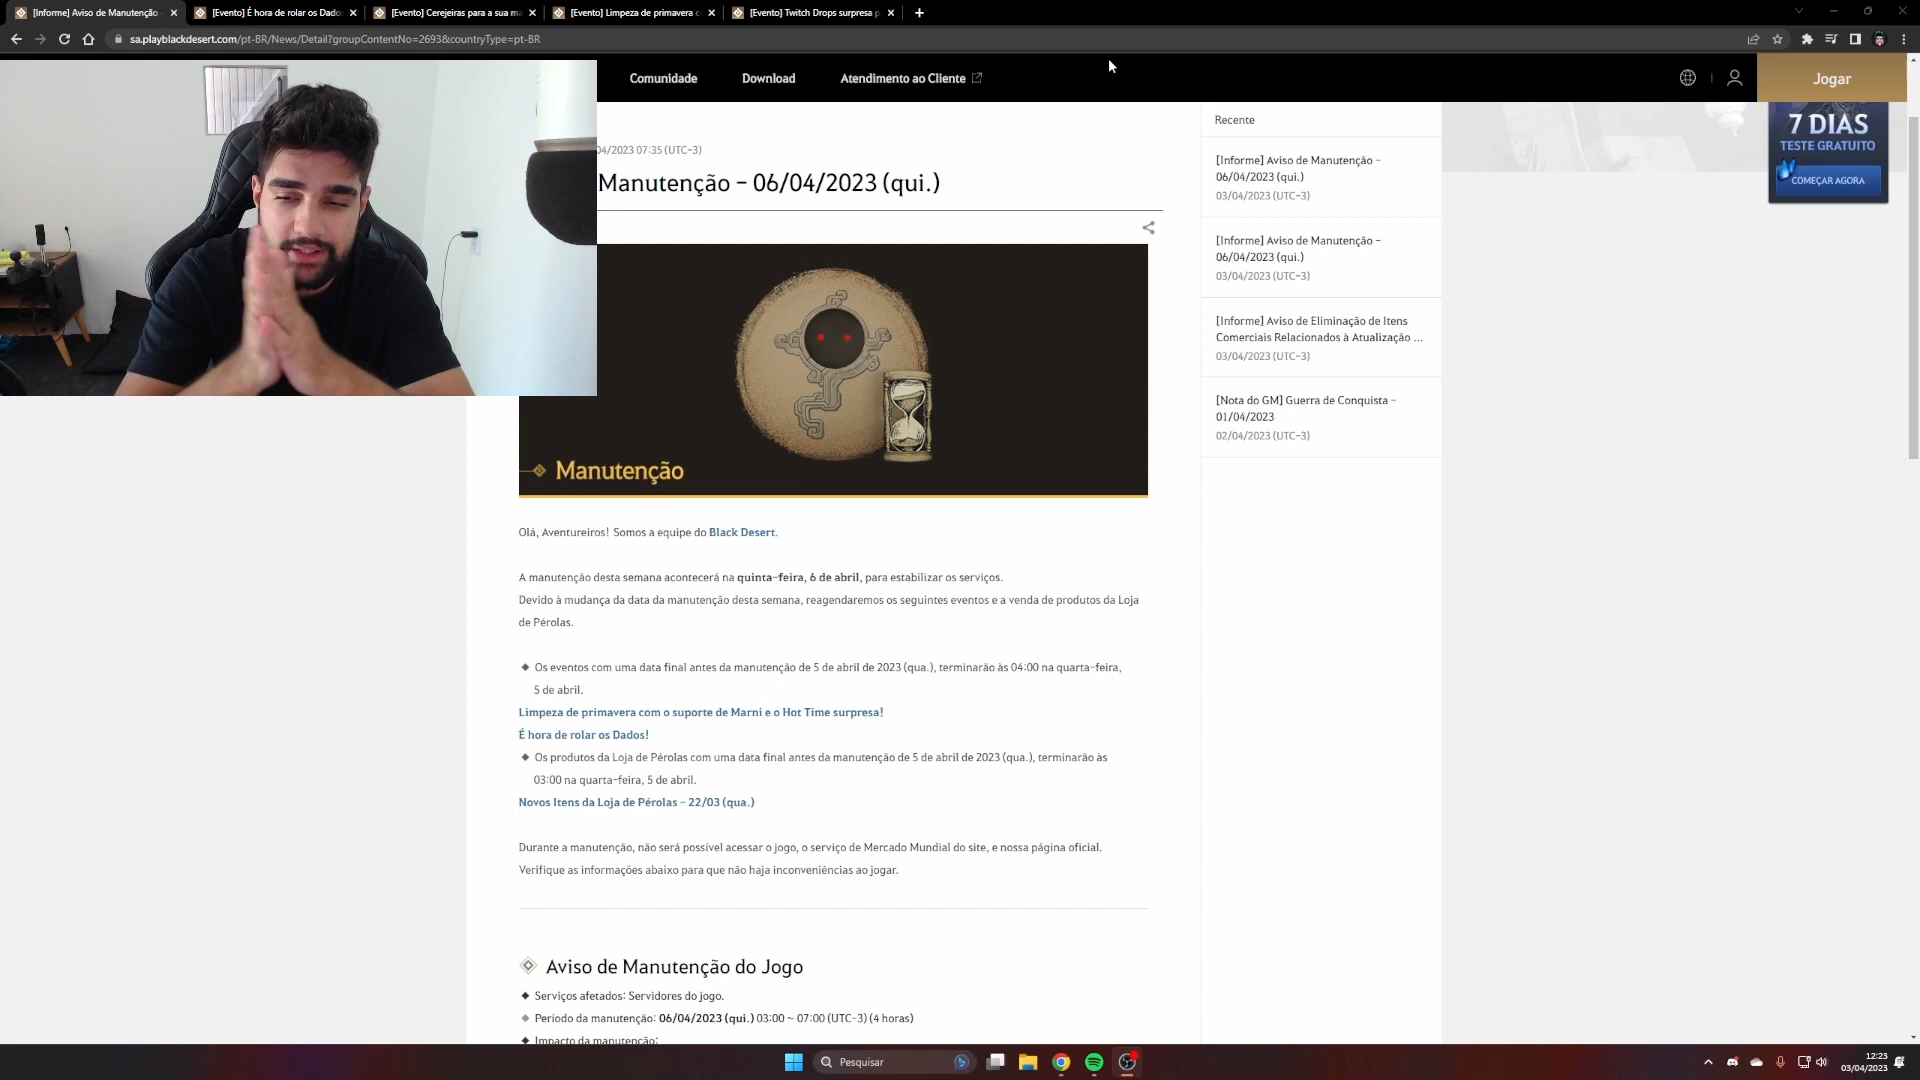 [Informe] Aviso de Manutenção -
[Evento] É hora de rolar os Dados
[Evento] Cerejeiras para a sua ma
[Evento] Limpeza de primavera c
[Evento] Twitch Drops surpresa p
sa.playblackdesert.com/pt-BR/News/Detail?groupContentNo=2693&countryType=pt-BR
Comunidade
Download
Atendimento ao Cliente
Jogar
04/2023 07:35 (UTC-3)
Manutenção - 06/04/2023 (qui.)
Manutenção
Olá, Aventureiros! Somos a equipe do Black Desert.
A manutenção desta semana acontecerá na quinta-feira, 6 de abril, para estabilizar os serviços.
Devido à mudança da data da manutenção desta semana, reagendaremos os seguintes eventos e a venda de produtos da Loja
de Pérolas.
◆ Os eventos com uma data final antes da manutenção de 5 de abril de 2023 (qua.), terminarão às 04:00 na quarta-feira,
5 de abril.
Limpeza de primavera com o suporte de Marni e o Hot Time surpresa!
É hora de rolar os Dados!
◆ Os produtos da Loja de Pérolas com uma data final antes da manutenção de 5 de abril de 2023 (qua.), terminarão às
03:00 na quarta-feira, 5 de abril.
Novos Itens da Loja de Pérolas - 22/03 (qua.)
Durante a manutenção, não será possível acessar o jogo, o serviço de Mercado Mundial do site, e nossa página oficial.
Verifique as informações abaixo para que não haja inconveniências ao jogar.
Aviso de Manutenção do Jogo
◆ Serviços afetados: Servidores do jogo.
◆ Período da manutenção: 06/04/2023 (qui.) 03:00 ~ 07:00 (UTC-3) (4 horas)
◆ Impacto da manutenção:
Recente
[Informe] Aviso de Manutenção -
06/04/2023 (qui.)
03/04/2023 (UTC-3)
[Informe] Aviso de Manutenção -
06/04/2023 (qui.)
03/04/2023 (UTC-3)
[Informe] Aviso de Eliminação de Itens
Comerciais Relacionados à Atualização ...
03/04/2023 (UTC-3)
[Nota do GM] Guerra de Conquista -
01/04/2023
02/04/2023 (UTC-3)
7 DIAS
TESTE GRATUITO
COMEÇAR AGORA
Pesquisar
12:23
03/04/2023